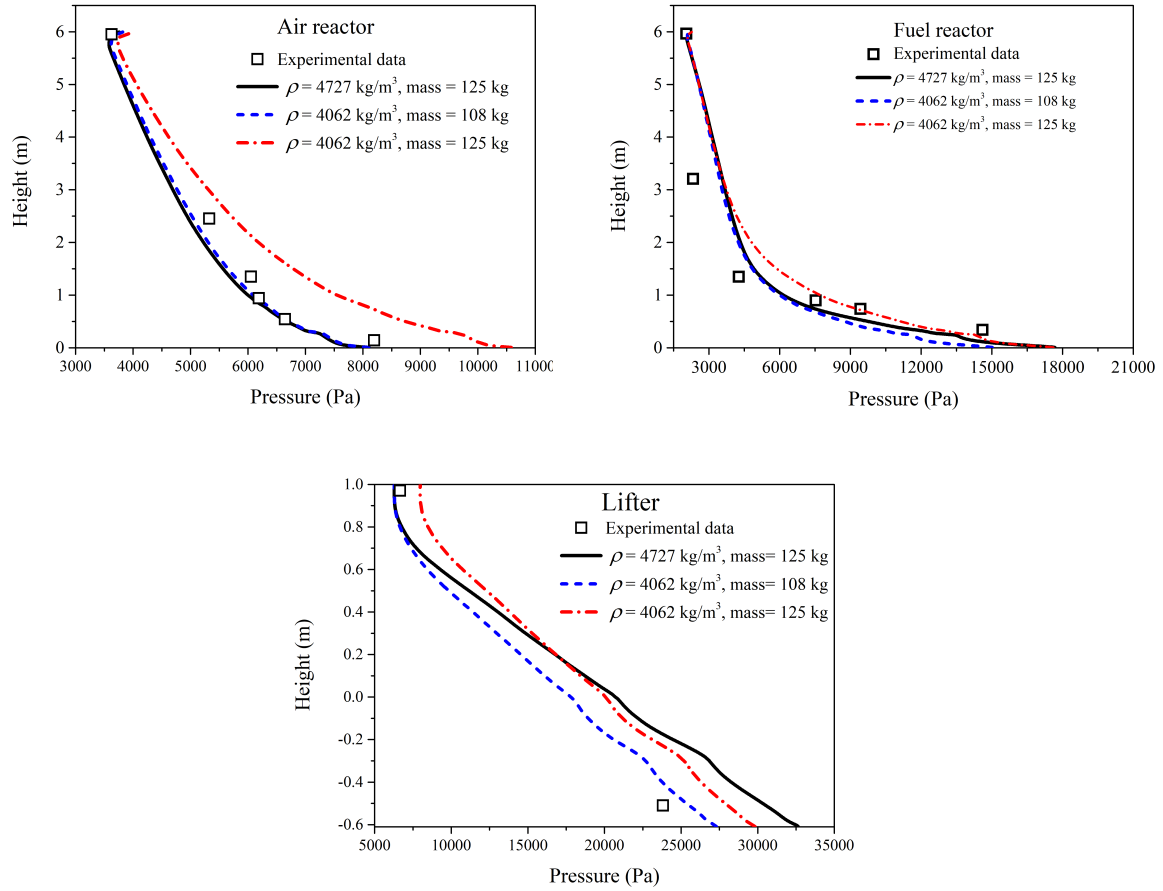 Air reactor
Experimental data
ρ = 4727 kg/m³, mass = 125 kg
ρ = 4062 kg/m³, mass = 108 kg
ρ = 4062 kg/m³, mass = 125 kg
6
5
4
3
2
1
0
Height (m)
3000 4000 5000 6000 7000 8000 9000 10000 11000
Pressure (Pa)
Fuel reactor
Experimental data
ρ = 4727 kg/m³, mass = 125 kg
ρ = 4062 kg/m³, mass = 108 kg
ρ = 4062 kg/m³, mass = 125 kg
6
5
4
3
2
1
0
Height (m)
3000 6000 9000 12000 15000 18000 21000
Pressure (Pa)
Lifter
Experimental data
ρ = 4727 kg/m³, mass= 125 kg
ρ = 4062 kg/m³, mass= 108 kg
ρ = 4062 kg/m³, mass= 125 kg
1.0
0.8
0.6
0.4
0.2
0.0
-0.2
-0.4
-0.6
Height (m)
5000 10000 15000 20000 25000 30000 35000
Pressure (Pa)